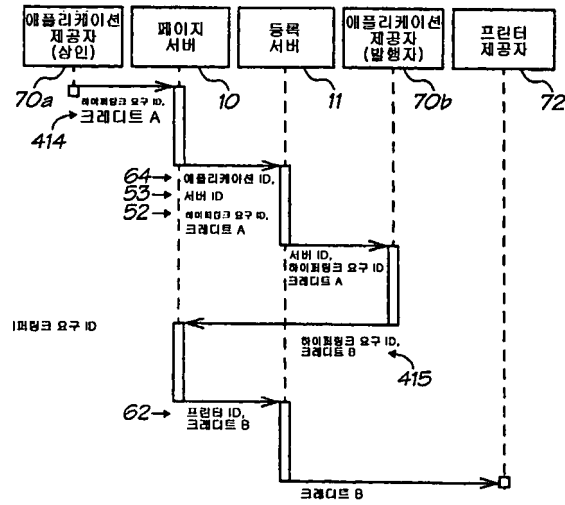 애플리케이션
제공자
(상인)
페이지
서버
등록
서버
애플리케이션
제공자
(발행자)
프린터
제공자
70a
10
11
70b
72
하이퍼링크 요구 ID,
크레디트 A
414
64
애플리케이션 ID,
53
서버 ID
52
하이퍼링크 요구 ID,
크레디트 A
서버 ID,
하이퍼링크 요구 ID
크레디트 A
퍼링크 요구 ID
하이퍼링크 요구 ID,
크레디트 B
415
62
프린터 ID,
크레디트 B
크레디트 B